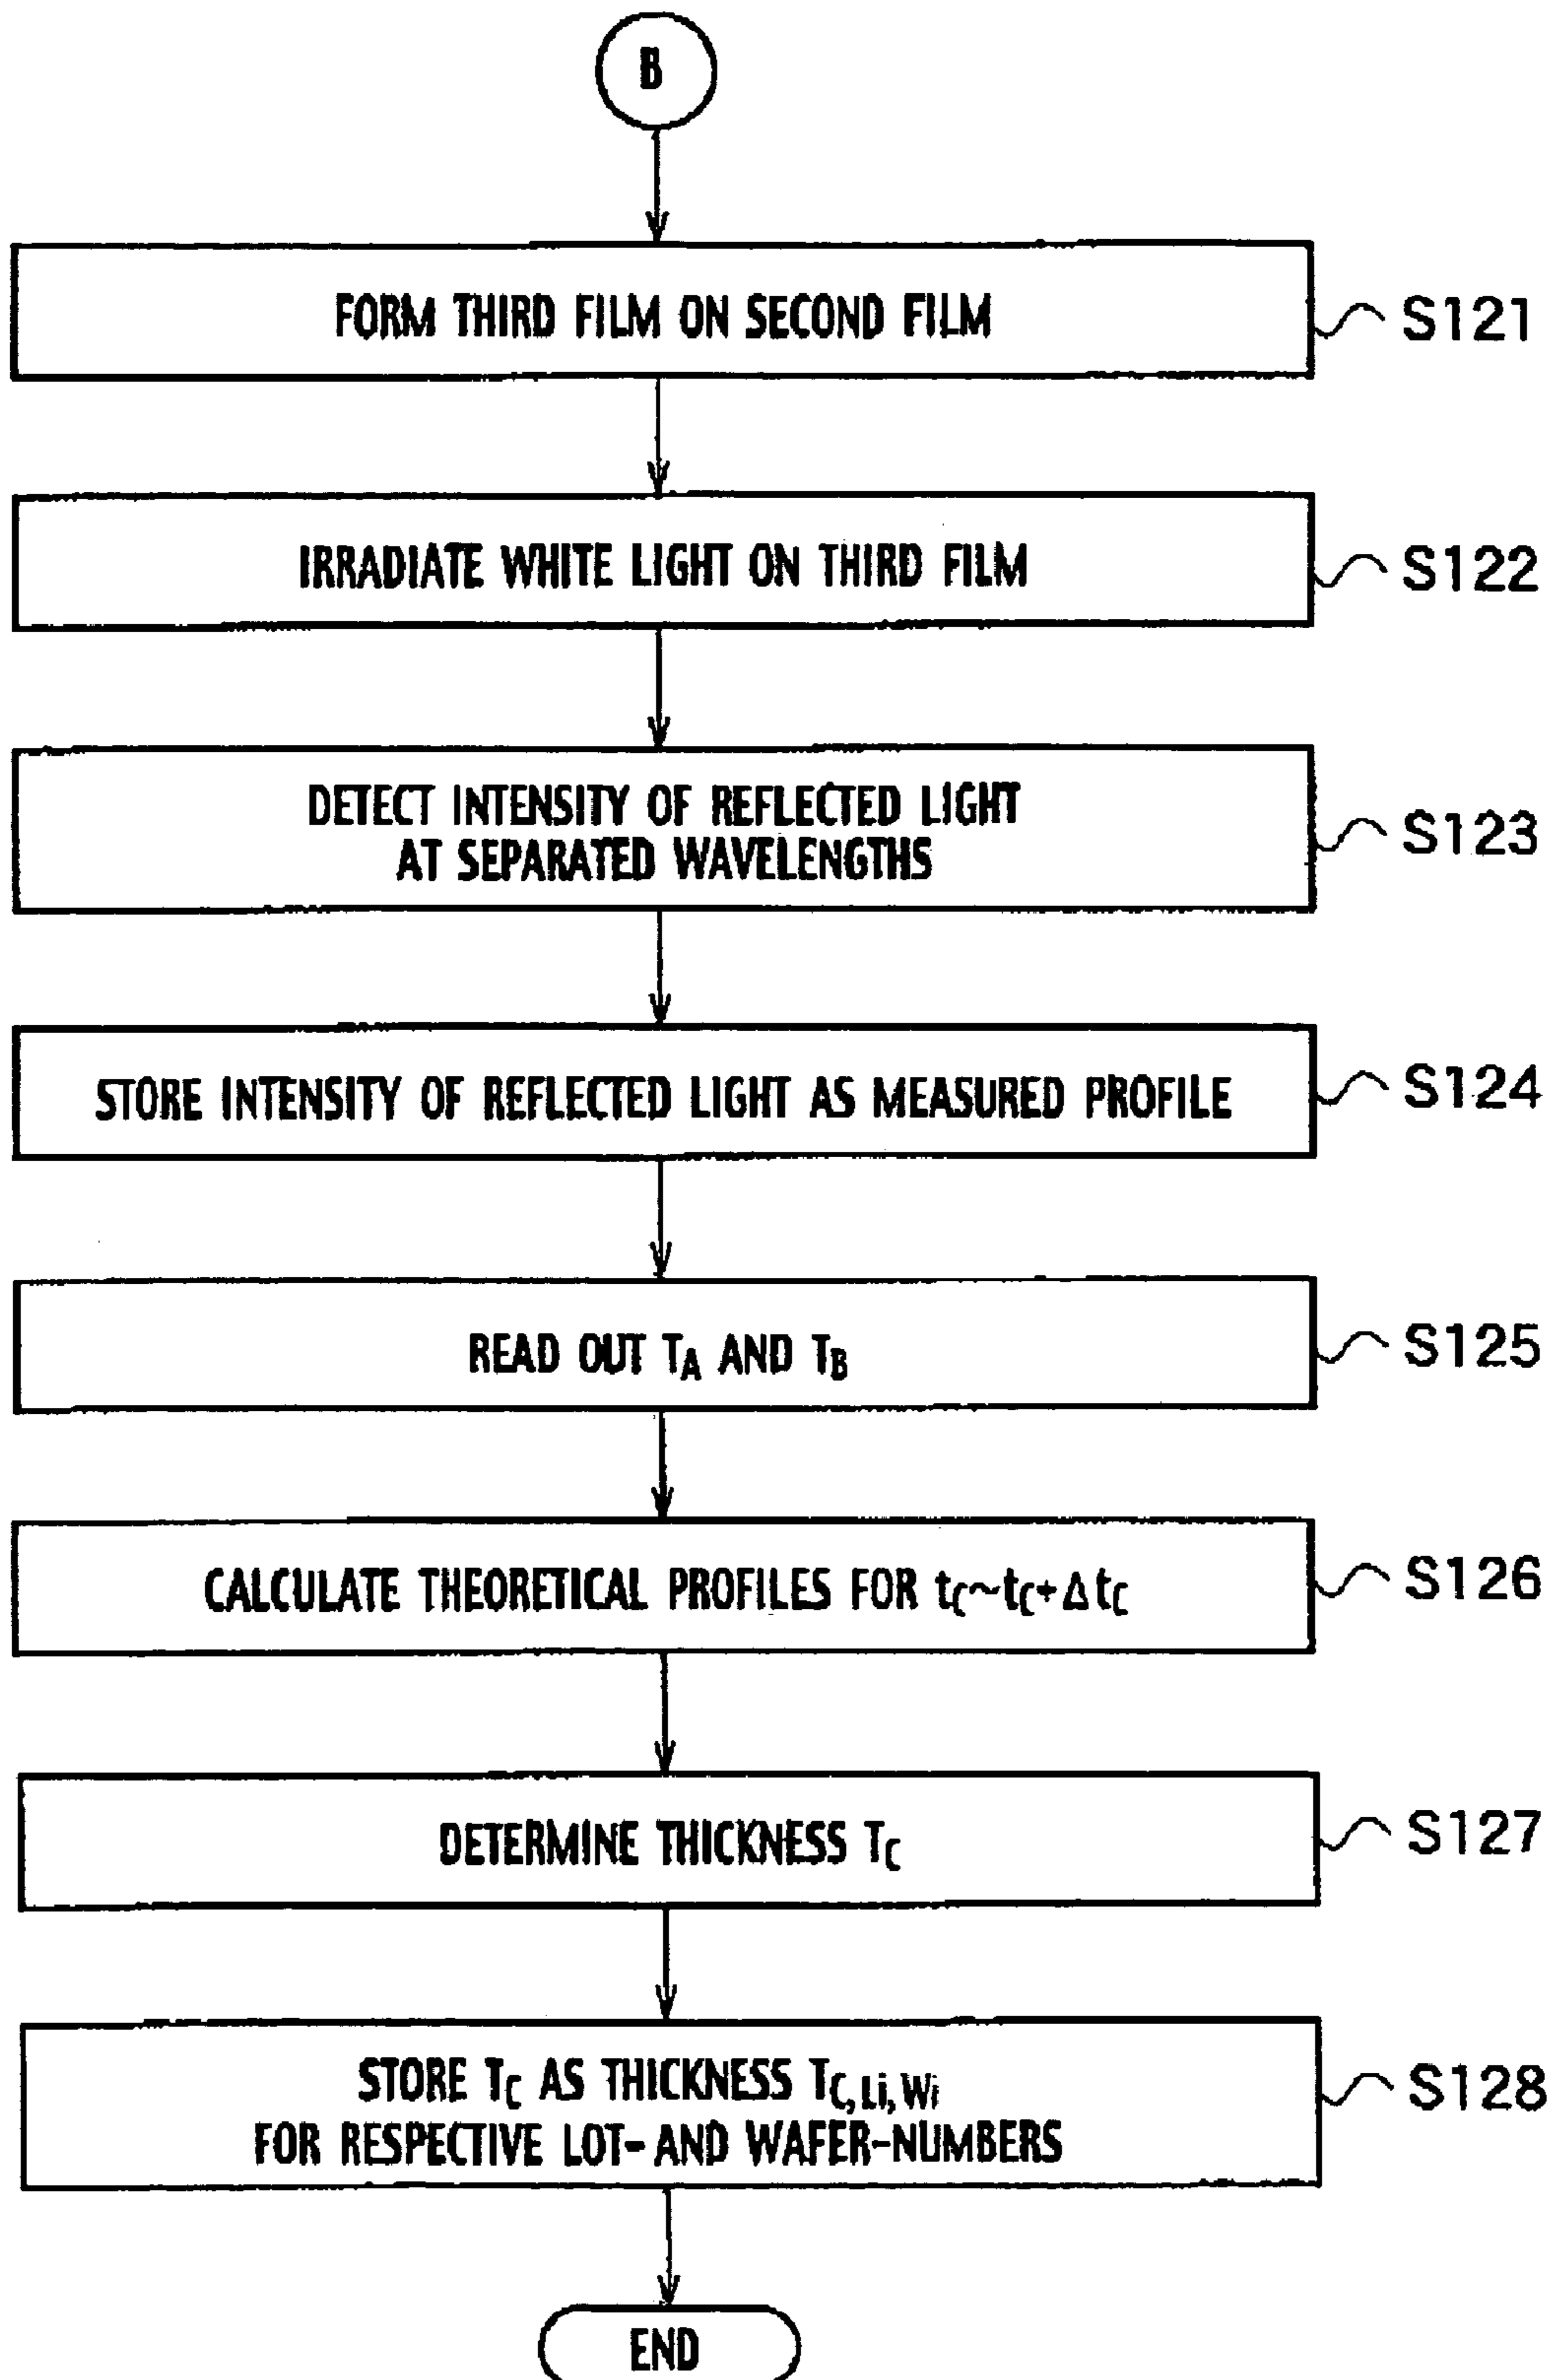 B
FORM THIRD FILM ON SECOND FILM
S121
IRRADIATE WHITE LIGHT ON THIRD FILM
S122
DETECT INTENSITY OF REFLECTED LIGHT
AT SEPARATED WAVELENGTHS
S123
STORE INTENSITY OF REFLECTED LIGHT AS MEASURED PROFILE
S124
READ OUT TA AND TB
S125
CALCULATE THEORETICAL PROFILES FOR tC~tC+ΔtC
S126
DETERMINE THICKNESS TC
S127
STORE TC AS THICKNESS TC,Li,Wi
FOR RESPECTIVE LOT- AND WAFER-NUMBERS
S128
END